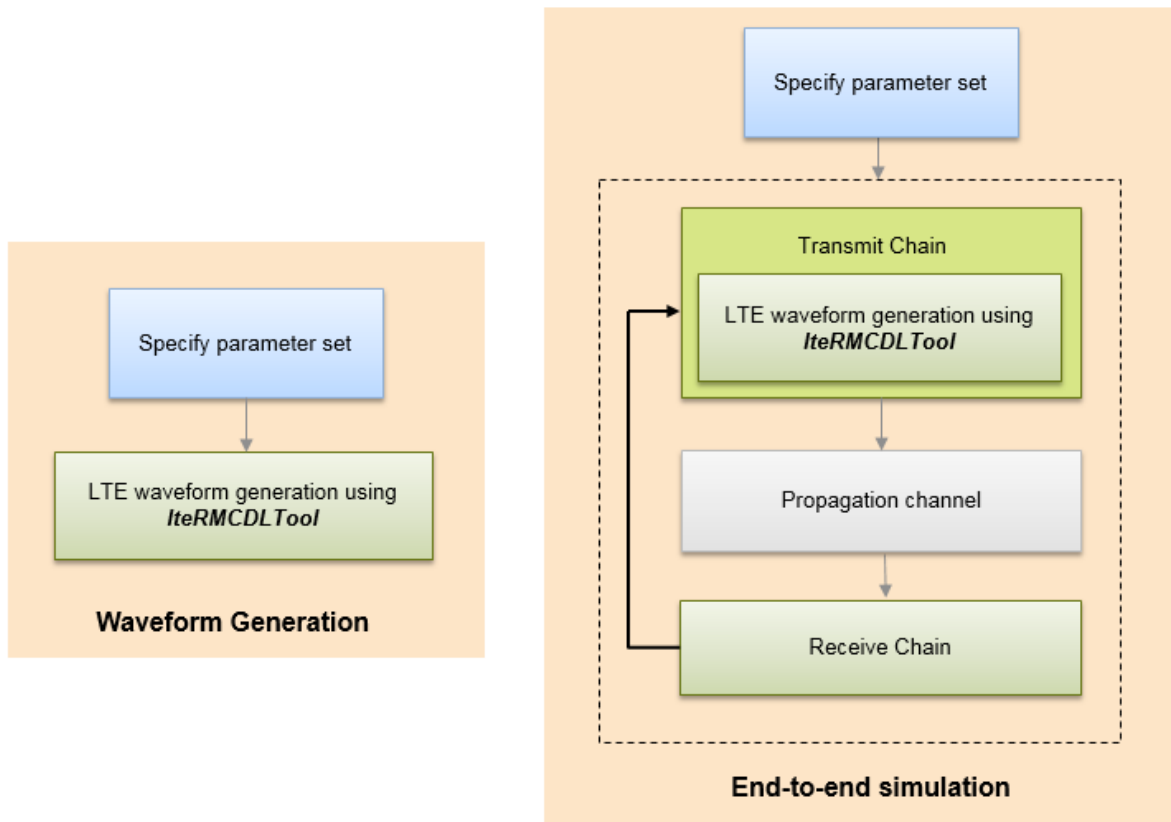 Specify parameter set
LTE waveform generation using
lteRMCDLTool
Waveform Generation
Specify parameter set
Transmit Chain
LTE waveform generation using
lteRMCDLTool
Propagation channel
Receive Chain
End-to-end simulation